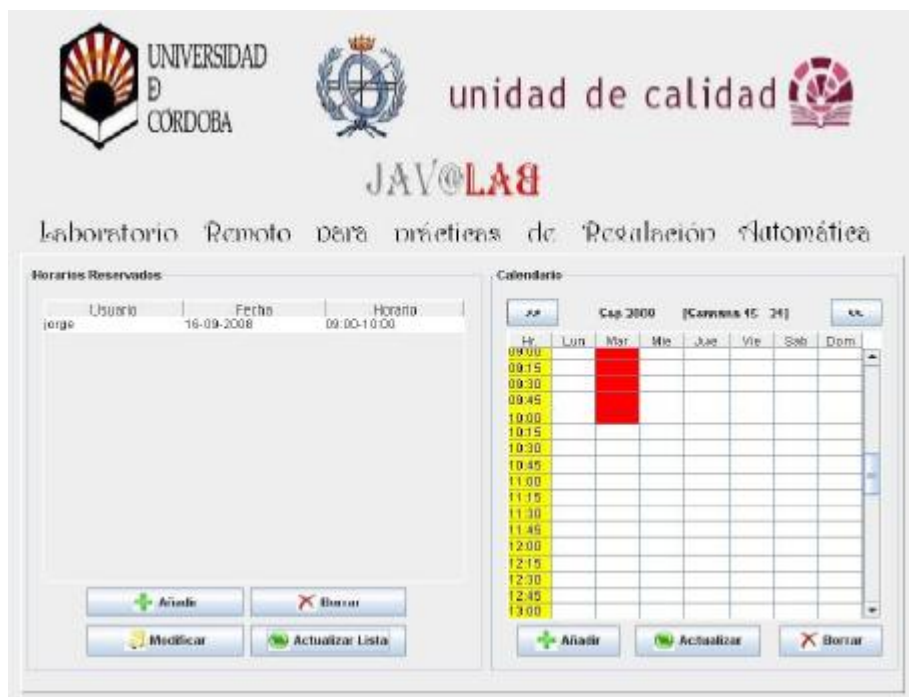 UNIVERSIDAD
Ð
CÓRDOBA
unidad de calidad
JAV@LAB
Laboratorio Remoto para prácticas de Regulación Automática
Horarios Reservados
Usuario Fecha Horario
jorge 16-09-2008 09:00-10:00
Añadir Borrar
Modificar Actualizar Lista
Calendario
>> <<
Hr. Lun Mar Mie Jue Vie Sab Dom
09:00
09:15
09:30
09:45
10:00
10:15
10:30
10:45
11:00
11:15
11:30
11:45
12:00
12:15
12:30
12:45
13:00
Añadir Actualizar Borrar